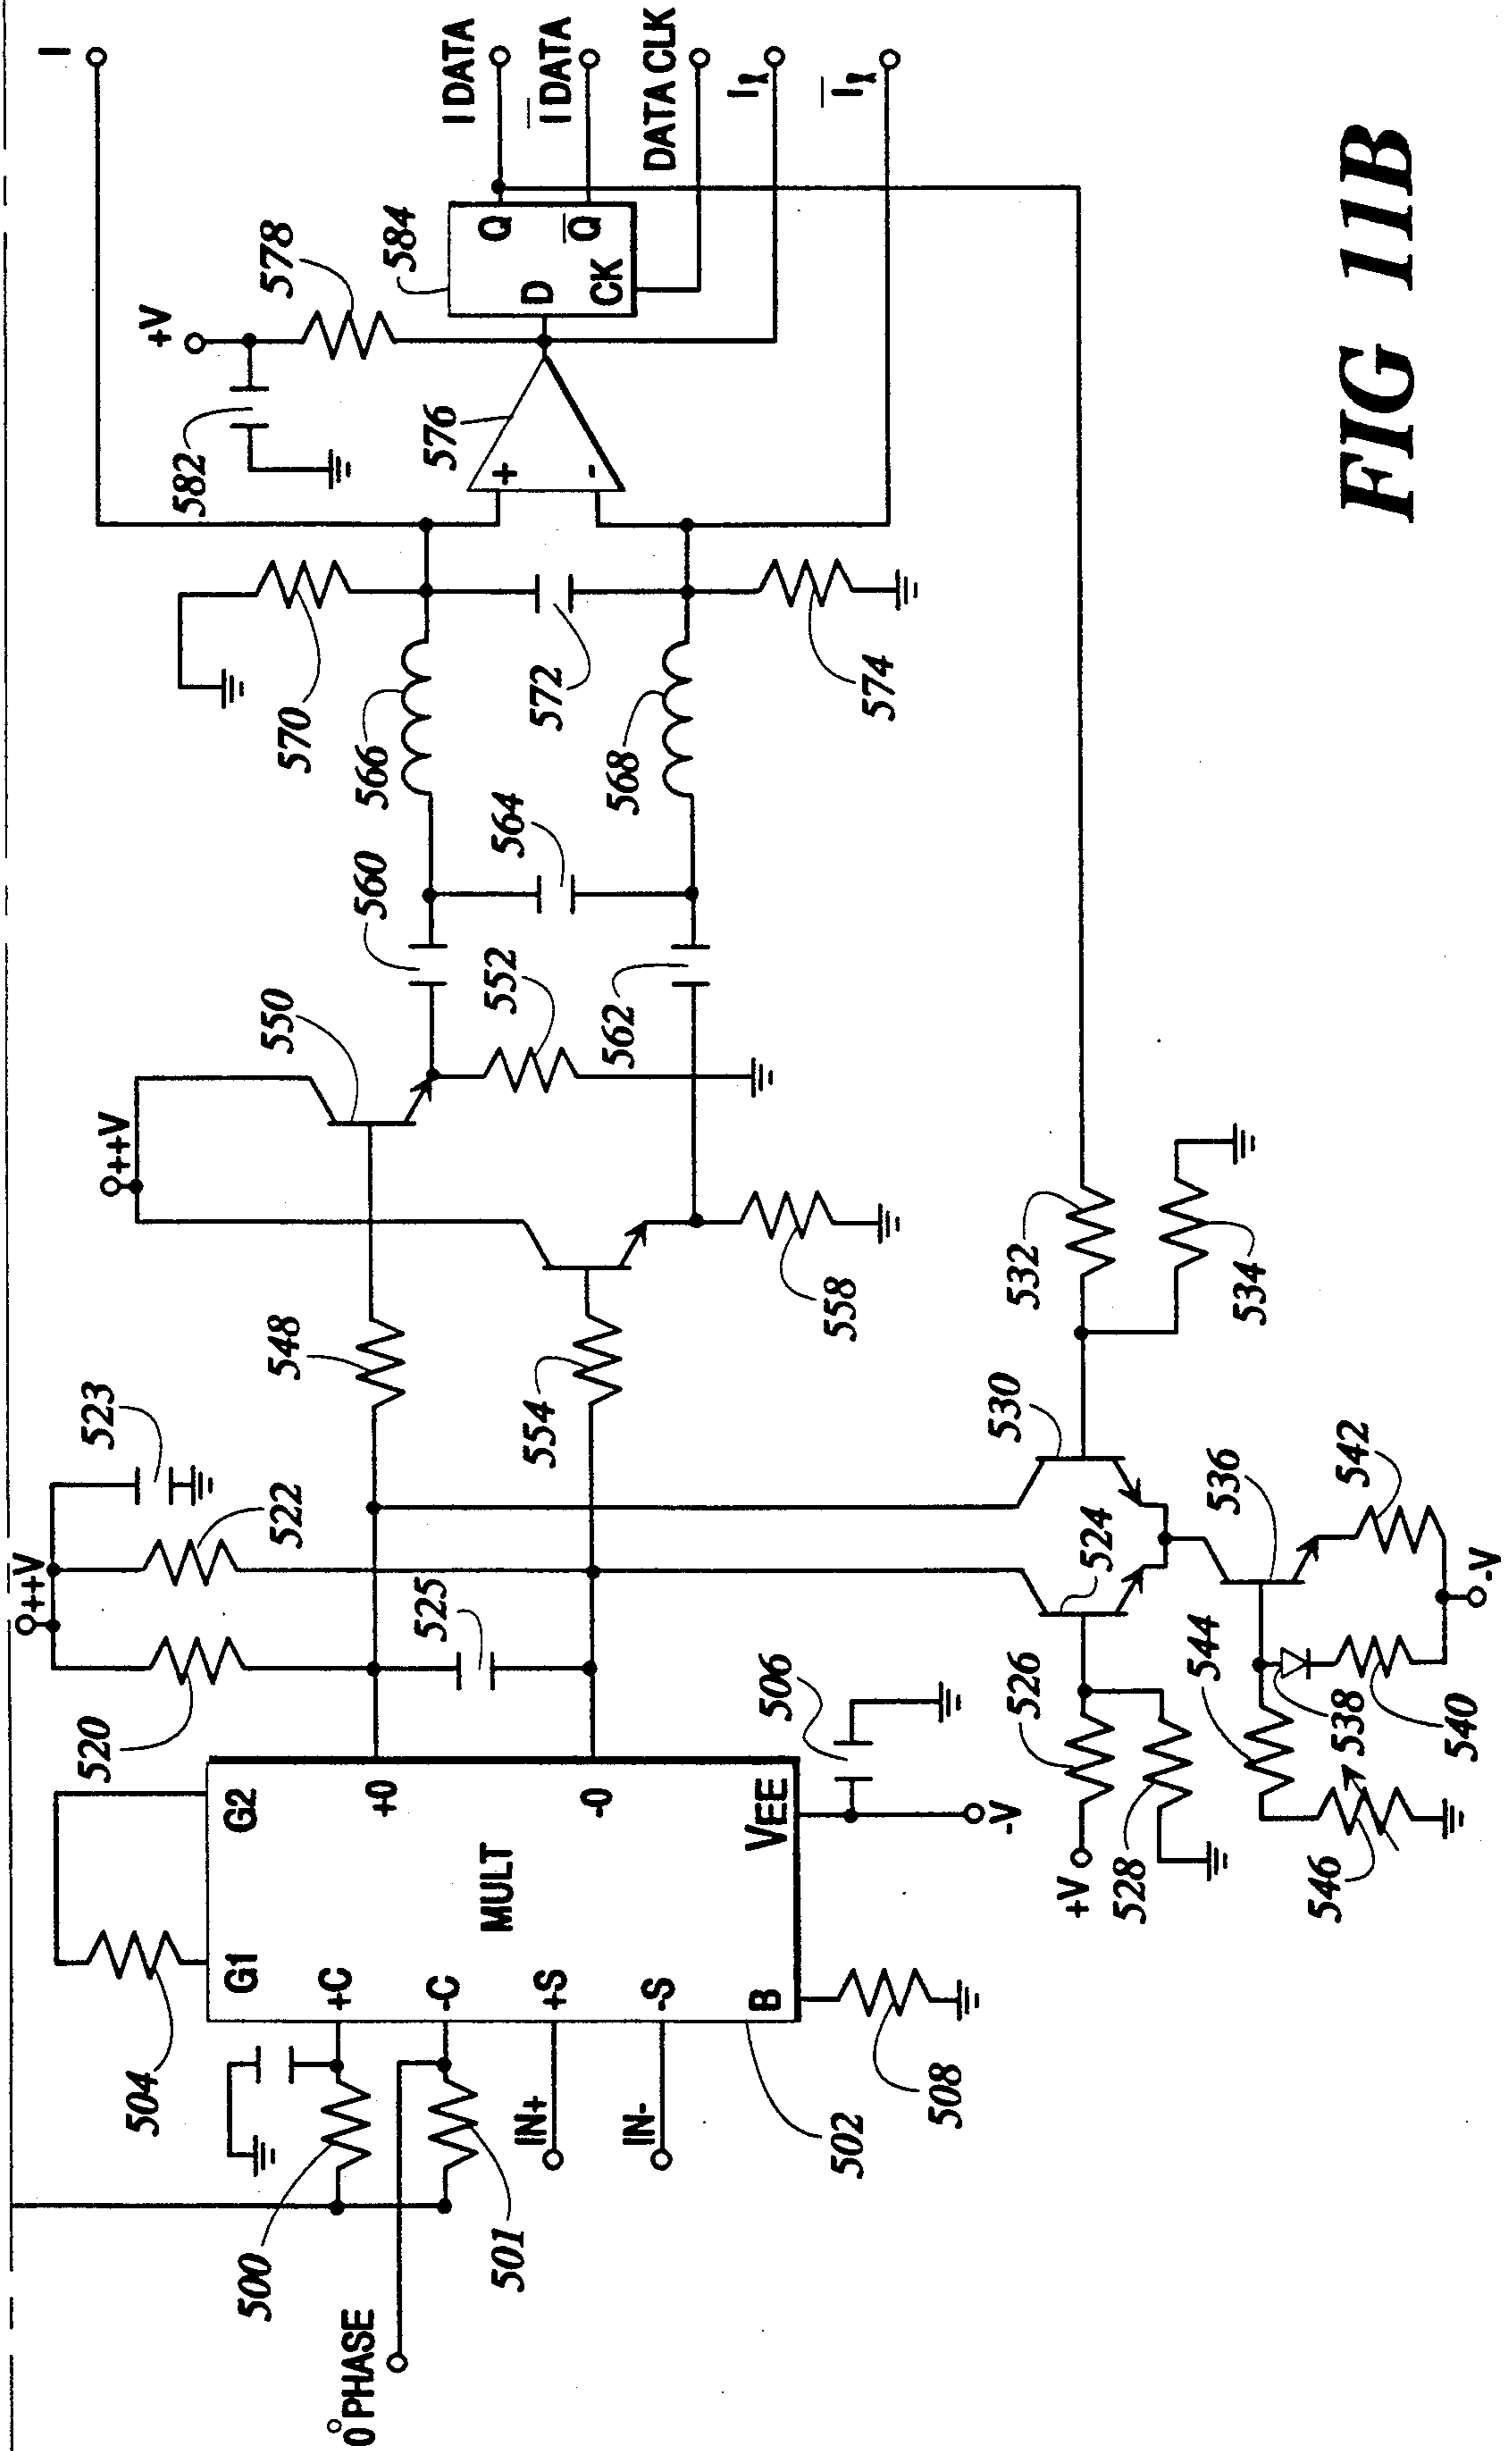 I
I DATA
I̅ DATA
DATA CLK
Iχ
I̅χ
+V
578
584
Q
Q̅
D
CK
582
576
+
-
570
566
572
568
574
564
560
552
562
550
++V
548
554
558
532
534
523
522
++V
520
525
530
524
536
542
506
526
544
538
540
-V
+V
528
546
504
G1
G2
+0
-0
MULT
VEE
-V
+C
-C
+S
-S
B
IN+
IN-
508
502
500
501
0° PHASE
FIG 11B